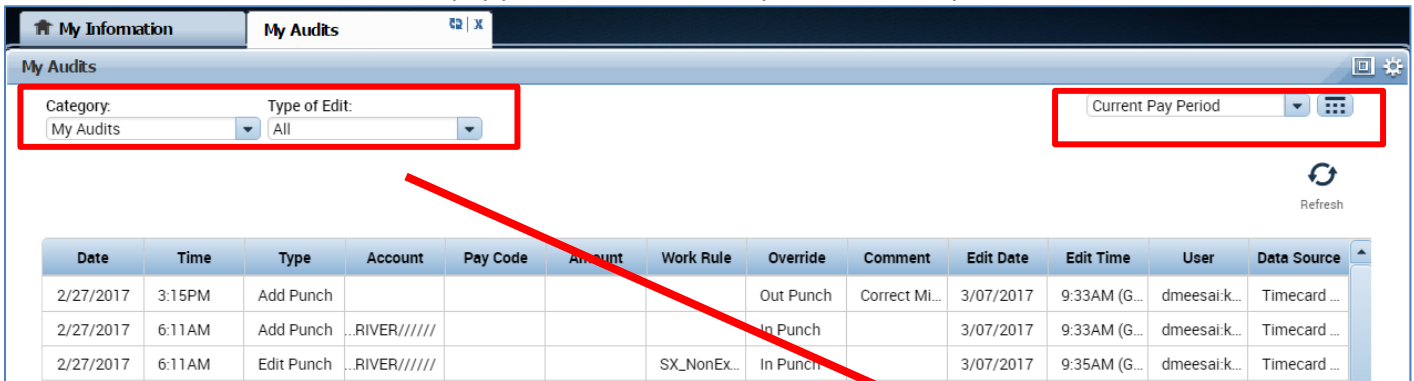 My Information My Audits X
My Audits
Category: Type of Edit: Current Pay Period
My Audits All
Refresh
Date Time Type Account Pay Code Amount Work Rule Override Comment Edit Date Edit Time User Data Source
2/27/2017 3:15PM Add Punch Out Punch Correct Mi... 3/07/2017 9:33AM (G... dmeesai:k... Timecard ...
2/27/2017 6:11AM Add Punch ...RIVER////// In Punch 3/07/2017 9:33AM (G... dmeesai:k... Timecard ...
2/27/2017 6:11AM Edit Punch ...RIVER////// SX_NonEx... In Punch 3/07/2017 9:35AM (G... dmeesai:k... Timecard ...